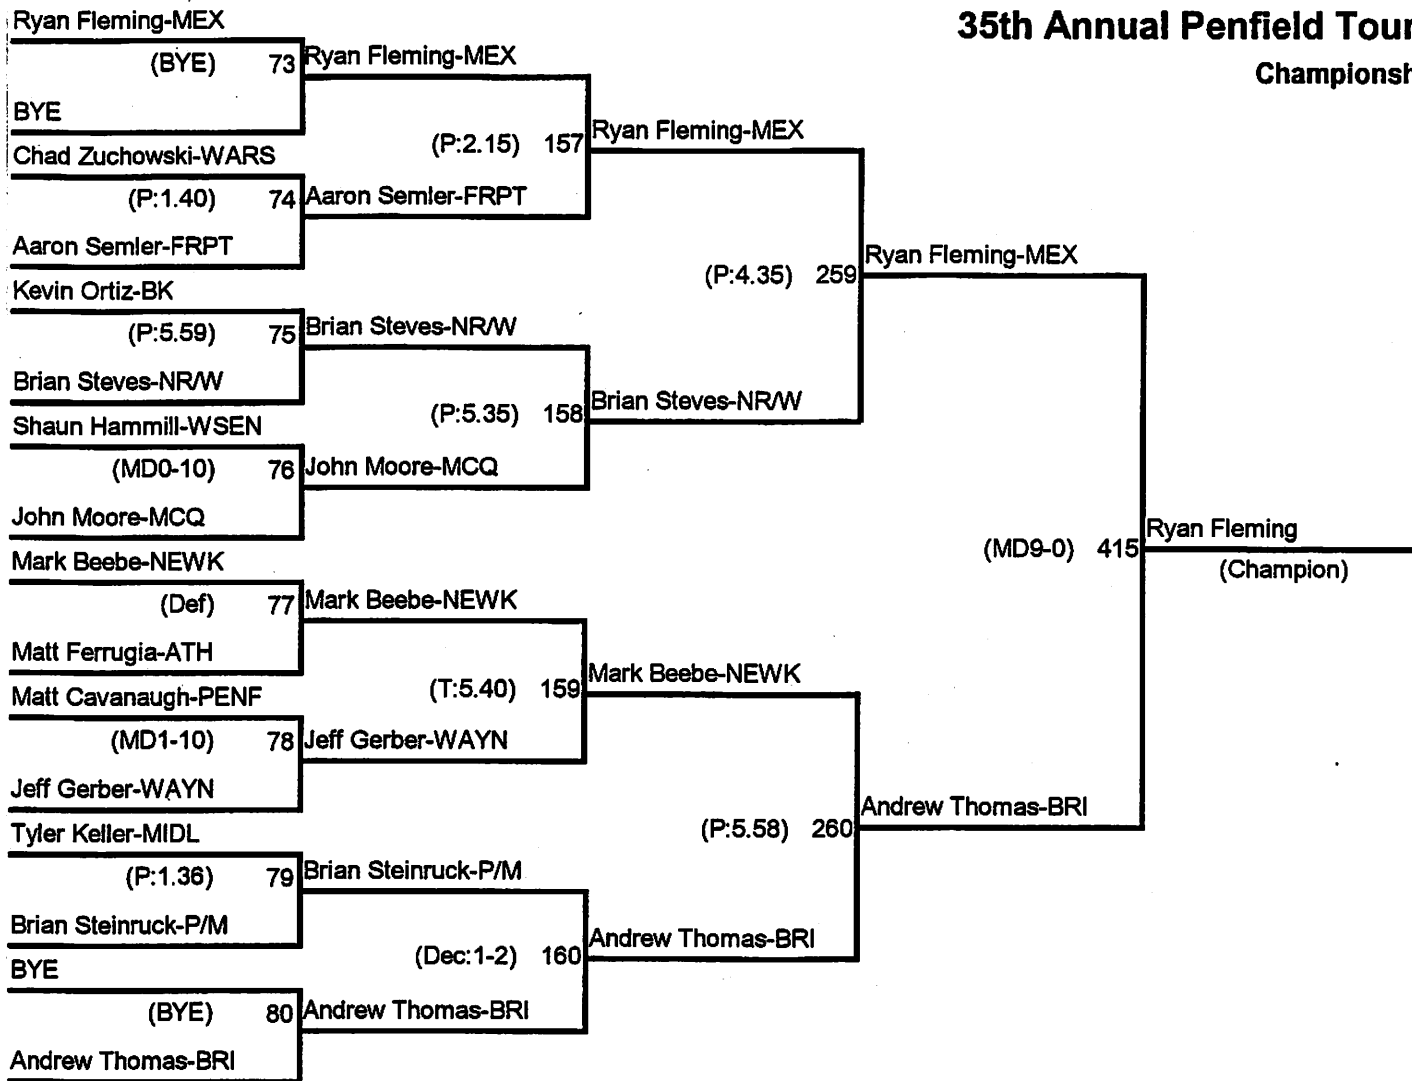 35th Annual Penfield Tour
Championsh
Ryan Fleming-MEX
(BYE) 73
BYE
Chad Zuchowski-WARS
(P:1.40) 74
Aaron Semler-FRPT
Kevin Ortiz-BK
(P:5.59) 75
Brian Steves-NR/W
Shaun Hammill-WSEN
(MD0-10) 76
John Moore-MCQ
Mark Beebe-NEWK
(Def) 77
Matt Ferrugia-ATH
Matt Cavanaugh-PENF
(MD1-10) 78
Jeff Gerber-WAYN
Tyler Keller-MIDL
(P:1.36) 79
Brian Steinruck-P/M
BYE
(BYE) 80
Andrew Thomas-BRI
Ryan Fleming-MEX
(P:2.15) 157
Aaron Semler-FRPT
Brian Steves-NR/W
(P:5.35) 158
John Moore-MCQ
Mark Beebe-NEWK
(T:5.40) 159
Jeff Gerber-WAYN
Brian Steinruck-P/M
(Dec:1-2) 160
Andrew Thomas-BRI
Ryan Fleming-MEX
(P:4.35) 259
Brian Steves-NR/W
Mark Beebe-NEWK
(P:5.58) 260
Andrew Thomas-BRI
Ryan Fleming-MEX
(MD9-0) 415
Andrew Thomas-BRI
Ryan Fleming
(Champion)